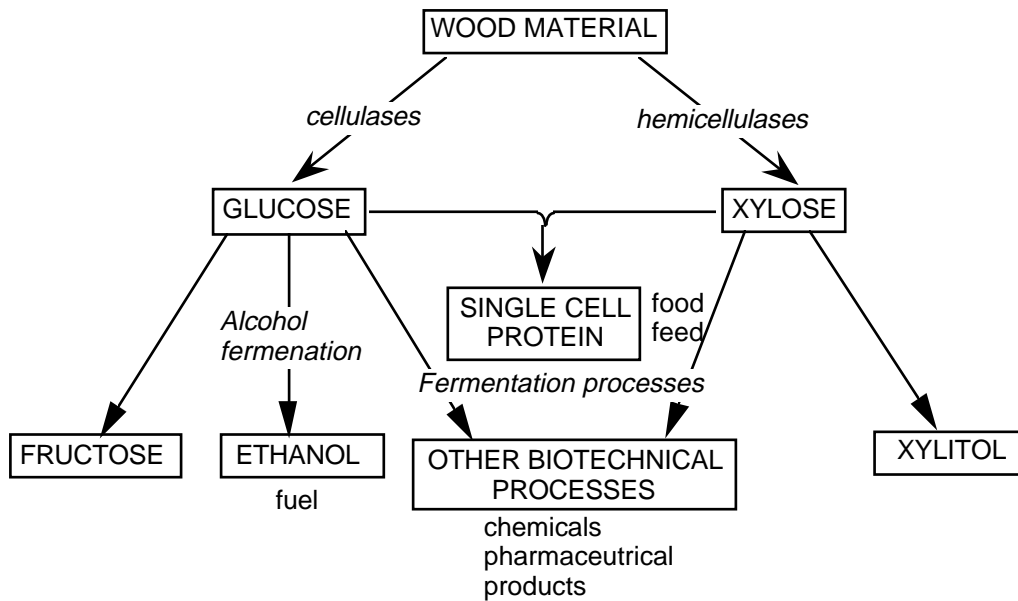 WOOD MATERIAL
cellulases
hemicellulases
GLUCOSE
XYLOSE
SINGLE CELL
PROTEIN
food
feed
Alcohol
fermenation
Fermentation processes
FRUCTOSE
ETHANOL
OTHER BIOTECHNICAL
PROCESSES
XYLITOL
fuel
chemicals
pharmaceutrical
products